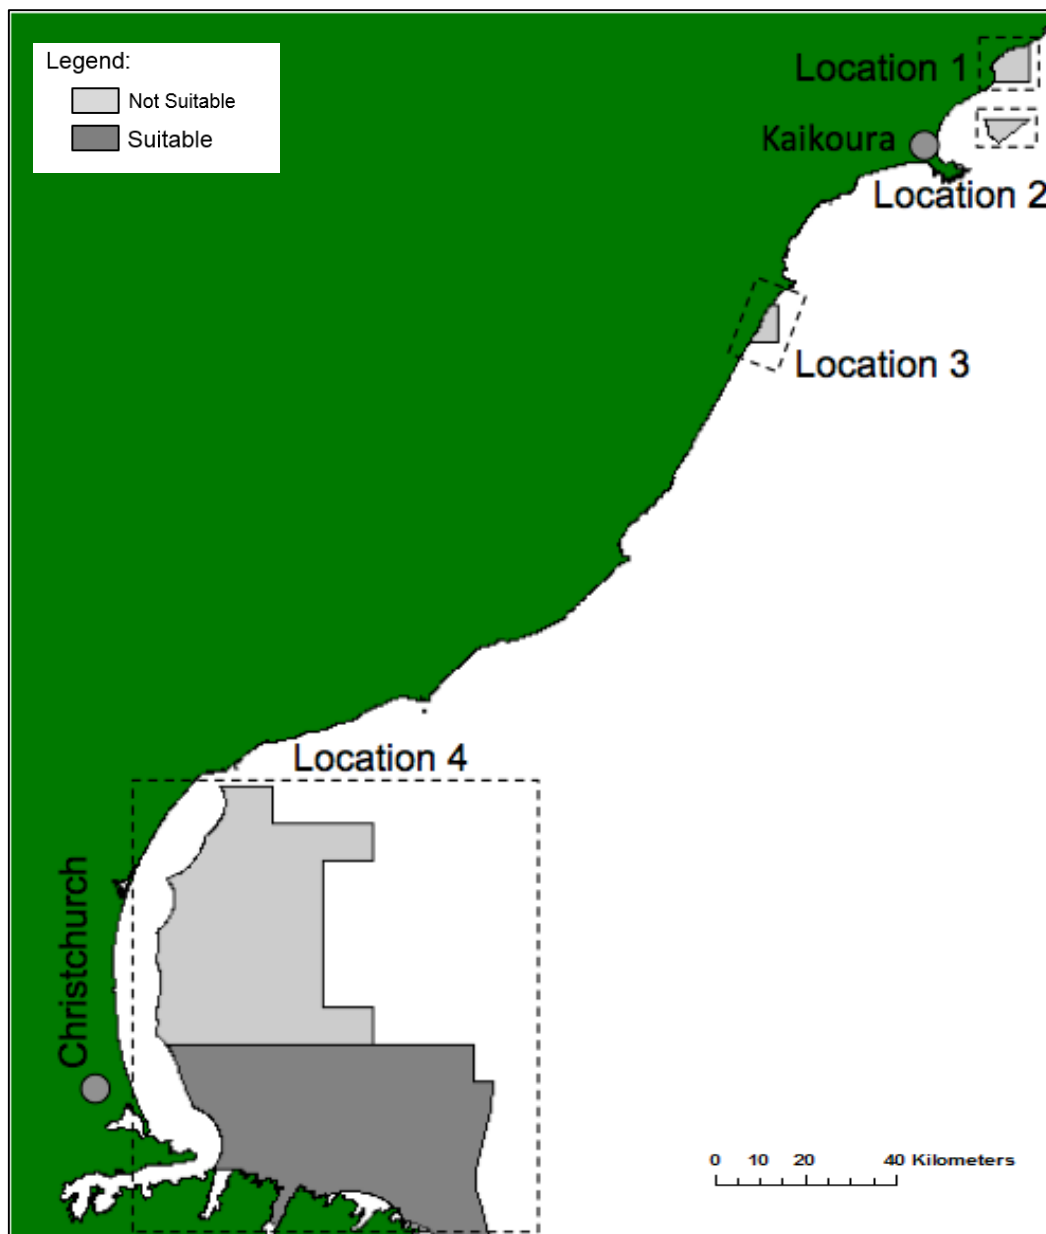 Legend:
Not Suitable
Suitable
Location 1
Kaikoura
Location 2
Location 3
Location 4
Christchurch
0 10 20 40 Kilometers